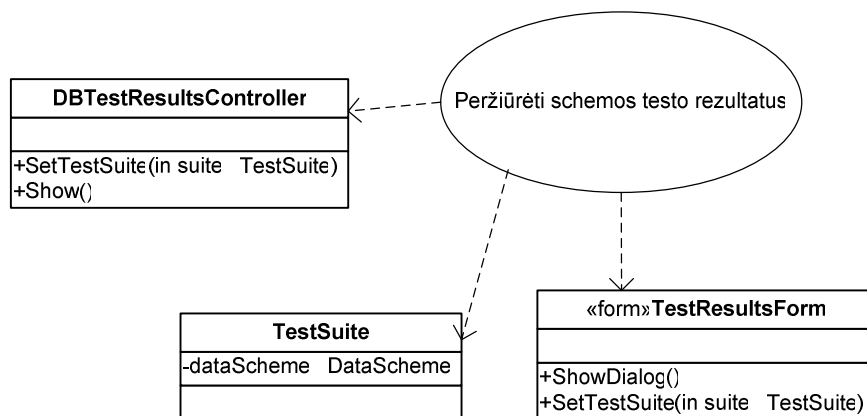 Peržiūrėti schemos testo rezultatus
DBTestResultsController
+SetTestSuite(in suite TestSuite)
+Show()
TestSuite
-dataScheme DataScheme
«form»TestResultsForm
+ShowDialog()
+SetTestSuite(in suite TestSuite)